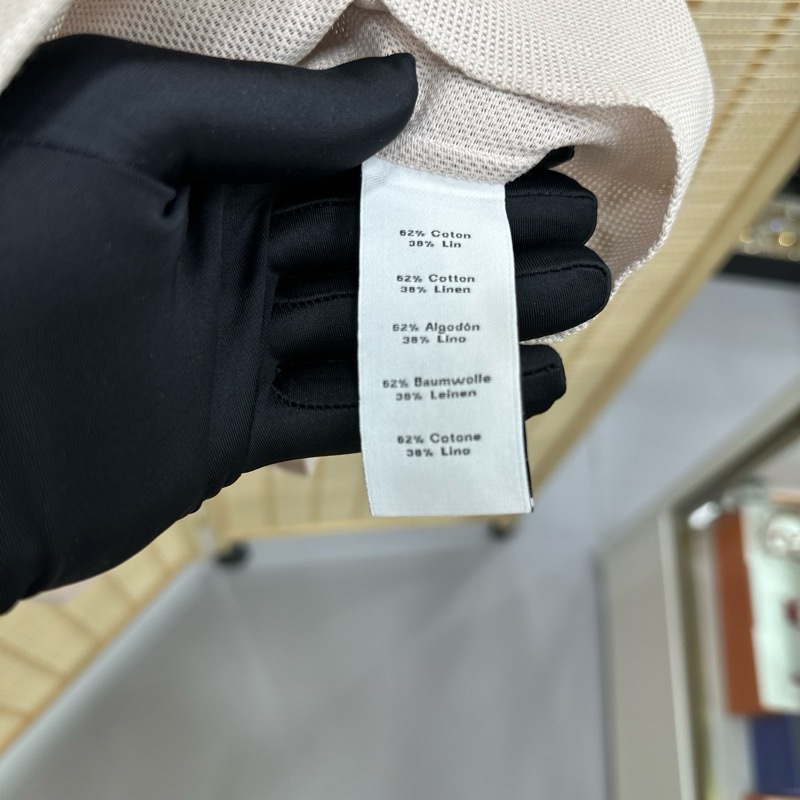 62% Coton
38% Lin
62% Cotton
38% Linen
62% Algodón
38% Lino
62% Baumwolle
38% Leinen
62% Cotone
38% Lino